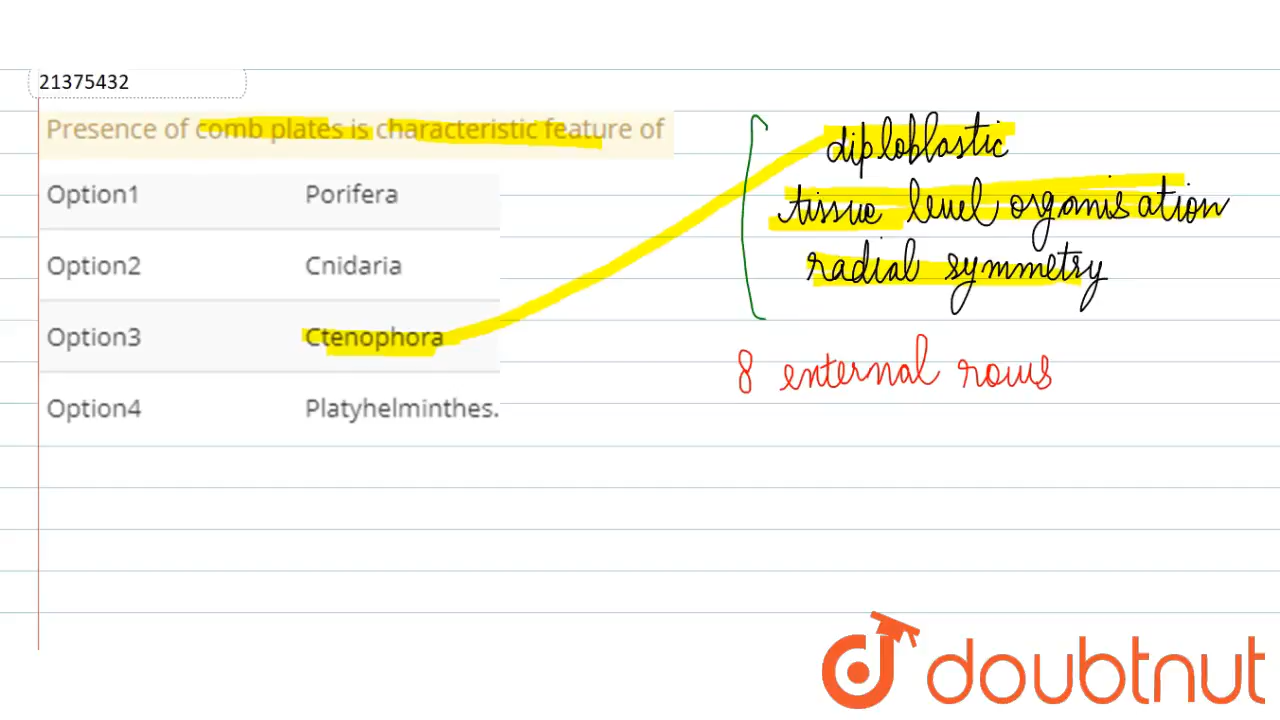 21375432
Presence of comb plates is characteristic feature of
Option1 Porifera
Option2 Cnidaria
Option3 Ctenophora
Option4 Platyhelminthes.
diploblastic
tissue level organisation
radial symmetry
8 enternal rows
doubtnut